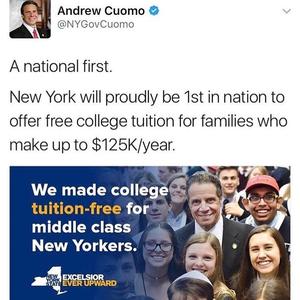 Andrew Cuomo
@NYGovCuomo
A national first.
New York will proudly be 1st in nation to
offer free college tuition for families who
make up to $125K/year.
We made college
tuition-free for
middle class
New Yorkers.
EXCELSIOR
EVER UPWARD